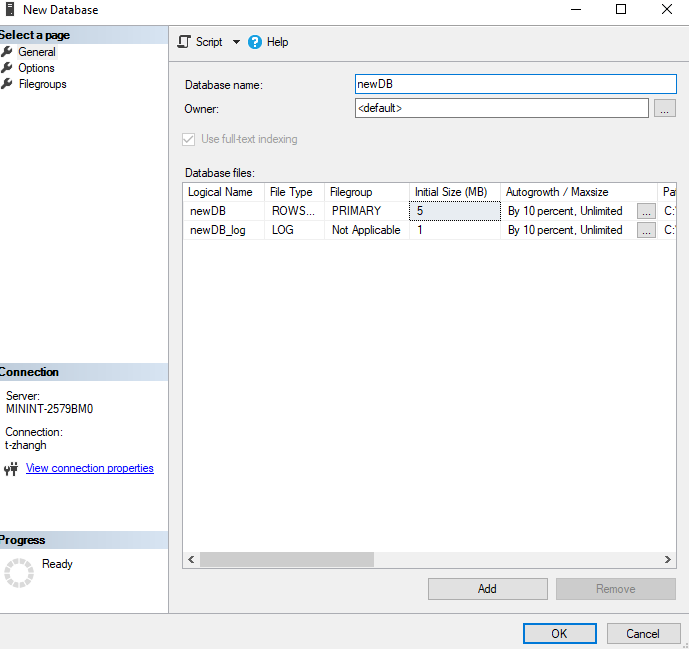 New Database
Select a page
General
Options
Filegroups
Script
Help
Database name:
newDB
Owner:
<default>
...
Use full-text indexing
Database files:
Logical Name File Type Filegroup Initial Size (MB) Autogrowth / Maxsize Pa
newDB ROWS... PRIMARY 5 By 10 percent, Unlimited ... C:\
newDB_log LOG Not Applicable 1 By 10 percent, Unlimited ... C:\
Connection
Server:
MININT-2579BM0
Connection:
t-zhangh
View connection properties
Progress
Ready
Add Remove
OK Cancel